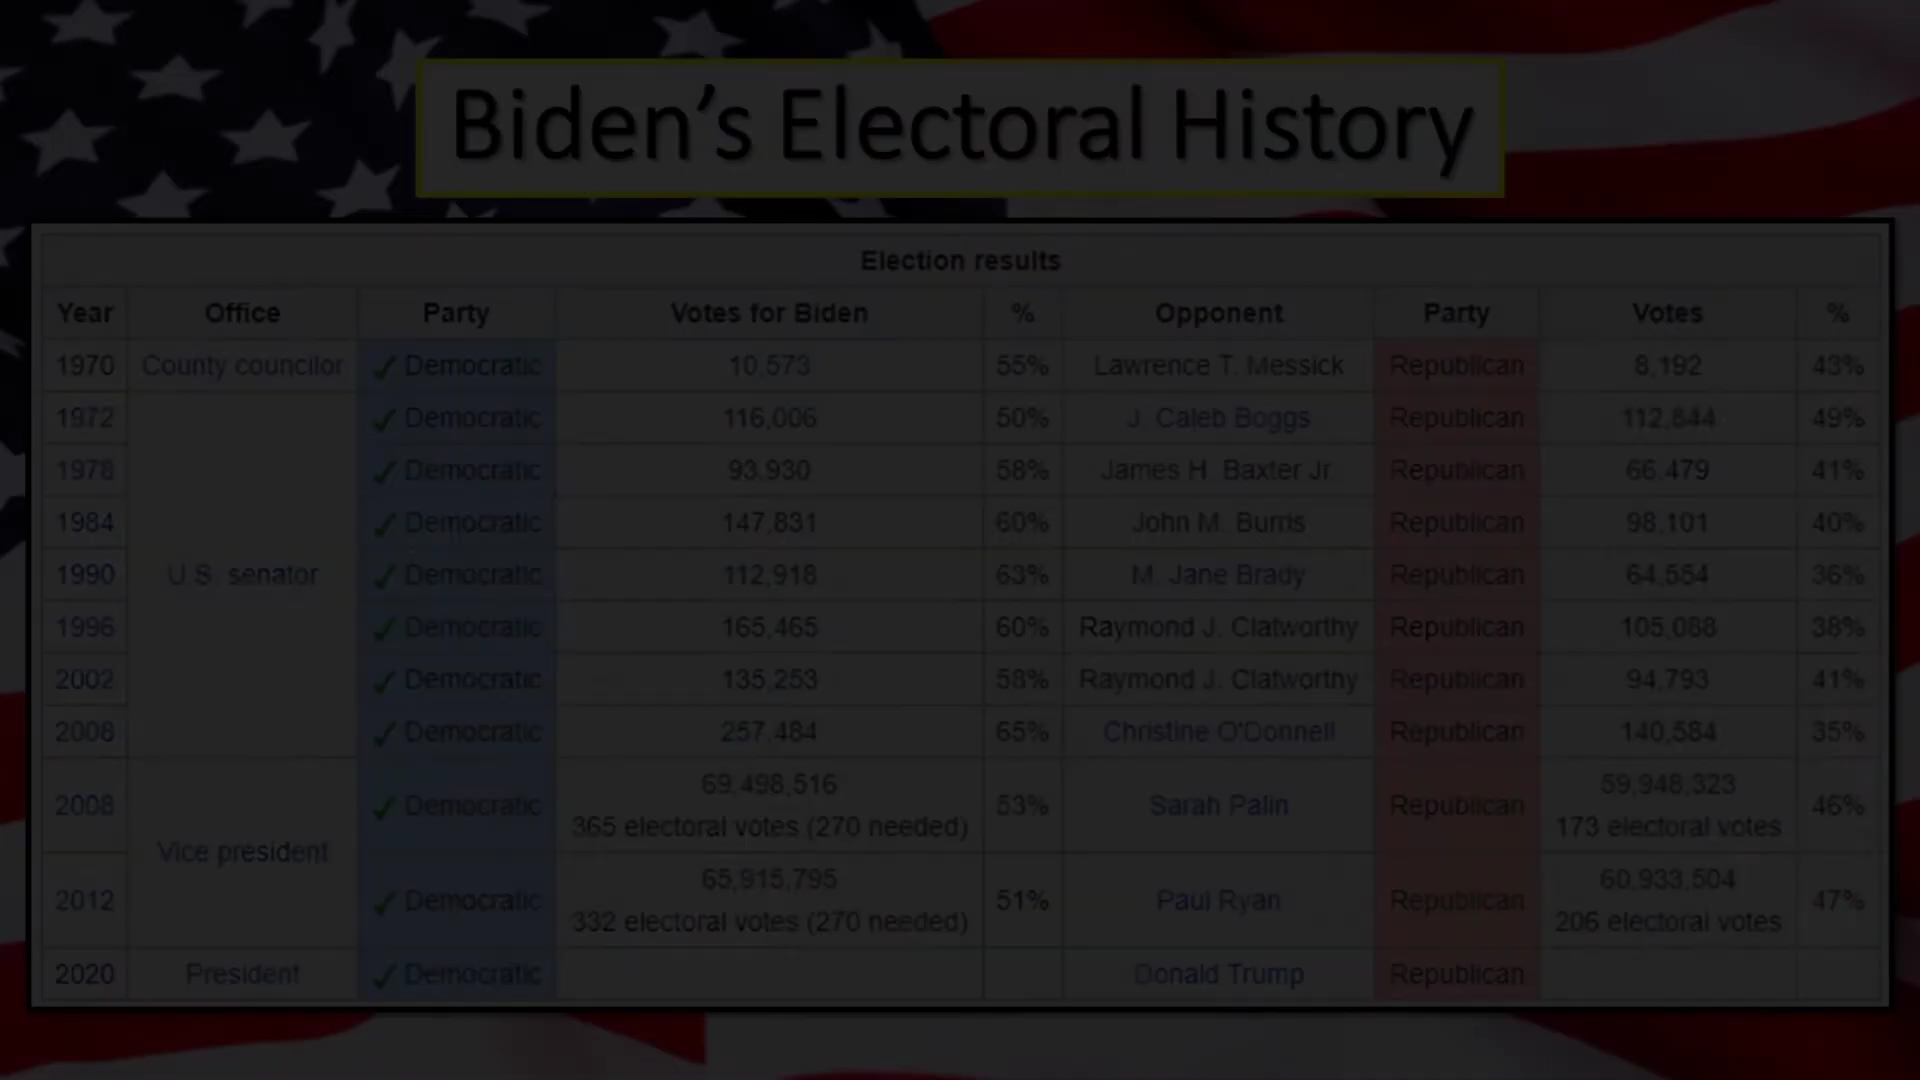 Biden's Electoral History
Election results
Year Office Party Votes for Biden % Opponent Party Votes %
1970 County councilor ✓ Democratic 10,573 55% Lawrence T. Messick Republican 8,192 43%
1972 ✓ Democratic 116,006 50% J. Caleb Boggs Republican 112,844 49%
1978 ✓ Democratic 93,930 58% James H. Baxter Jr. Republican 66,479 41%
1984 ✓ Democratic 147,831 60% John M. Burris Republican 98,101 40%
1990 U.S. senator ✓ Democratic 112,918 63% M. Jane Brady Republican 64,554 36%
1996 ✓ Democratic 165,465 60% Raymond J. Clatworthy Republican 105,088 38%
2002 ✓ Democratic 135,253 58% Raymond J. Clatworthy Republican 94,793 41%
2008 ✓ Democratic 257,484 65% Christine O'Donnell Republican 140,584 35%
69,498,516 59,948,323
2008 ✓ Democratic 53% Sarah Palin Republican 46%
365 electoral votes (270 needed) 173 electoral votes
Vice president
65,915,795 60,933,504
2012 ✓ Democratic 51% Paul Ryan Republican 47%
332 electoral votes (270 needed) 206 electoral votes
2020 President ✓ Democratic Donald Trump Republican